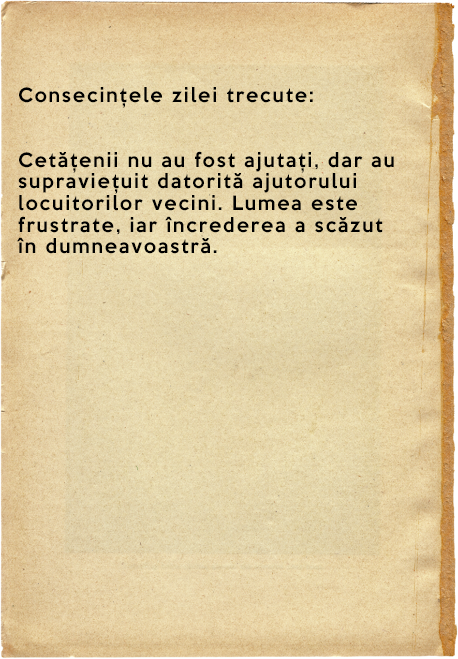 Consecințele zilei trecute:
Cetățenii nu au fost ajutați, dar au
supraviețuit datorită ajutorului
locuitorilor vecini. Lumea este
frustrate, iar încrederea a scăzut
în dumneavoastră.